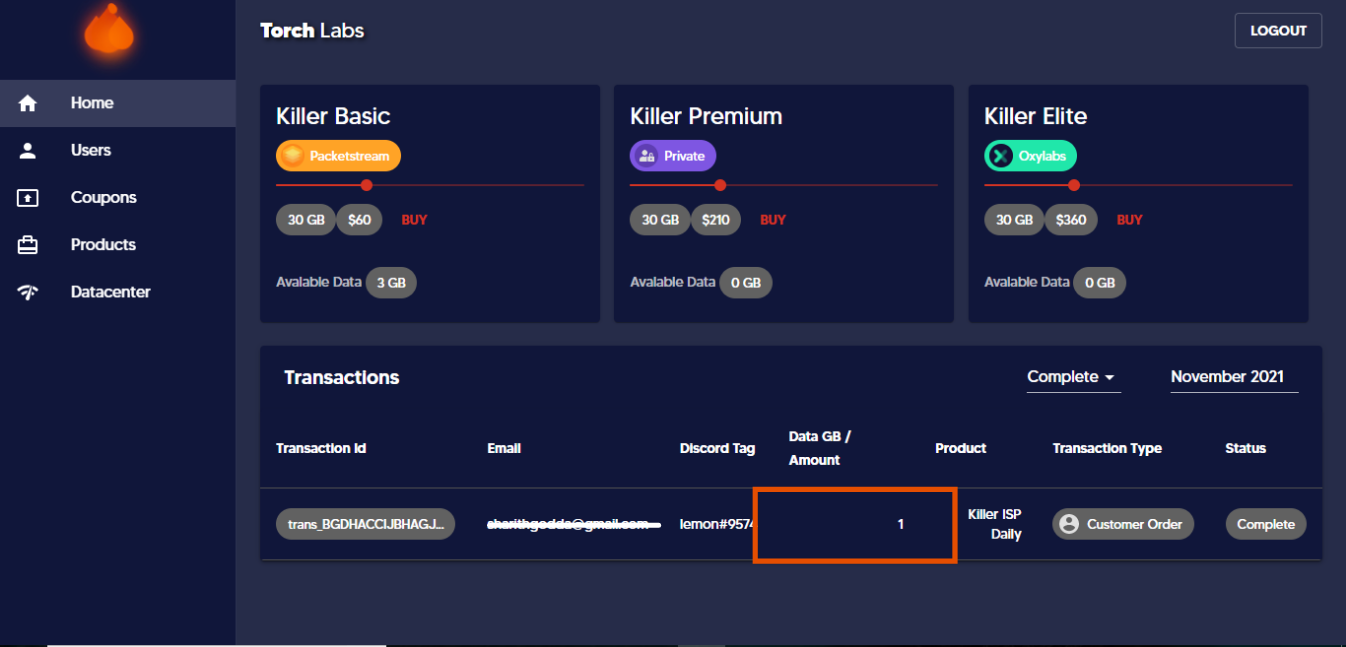 Torch Labs
LOGOUT
Home
Users
Coupons
Products
Datacenter
Killer Basic
Packetstream
30 GB $60 BUY
Avalable Data 3 GB
Killer Premium
Private
30 GB $210 BUY
Avalable Data 0 GB
Killer Elite
Oxylabs
30 GB $360 BUY
Avalable Data 0 GB
Transactions
Complete
November 2021
Transaction Id
Email
Discord Tag
Data GB /
Amount
Product
Transaction Type
Status
trans_BGDHACCIJBHAGJ...
lemon#9574
1
Killer ISP
Daily
Customer Order
Complete